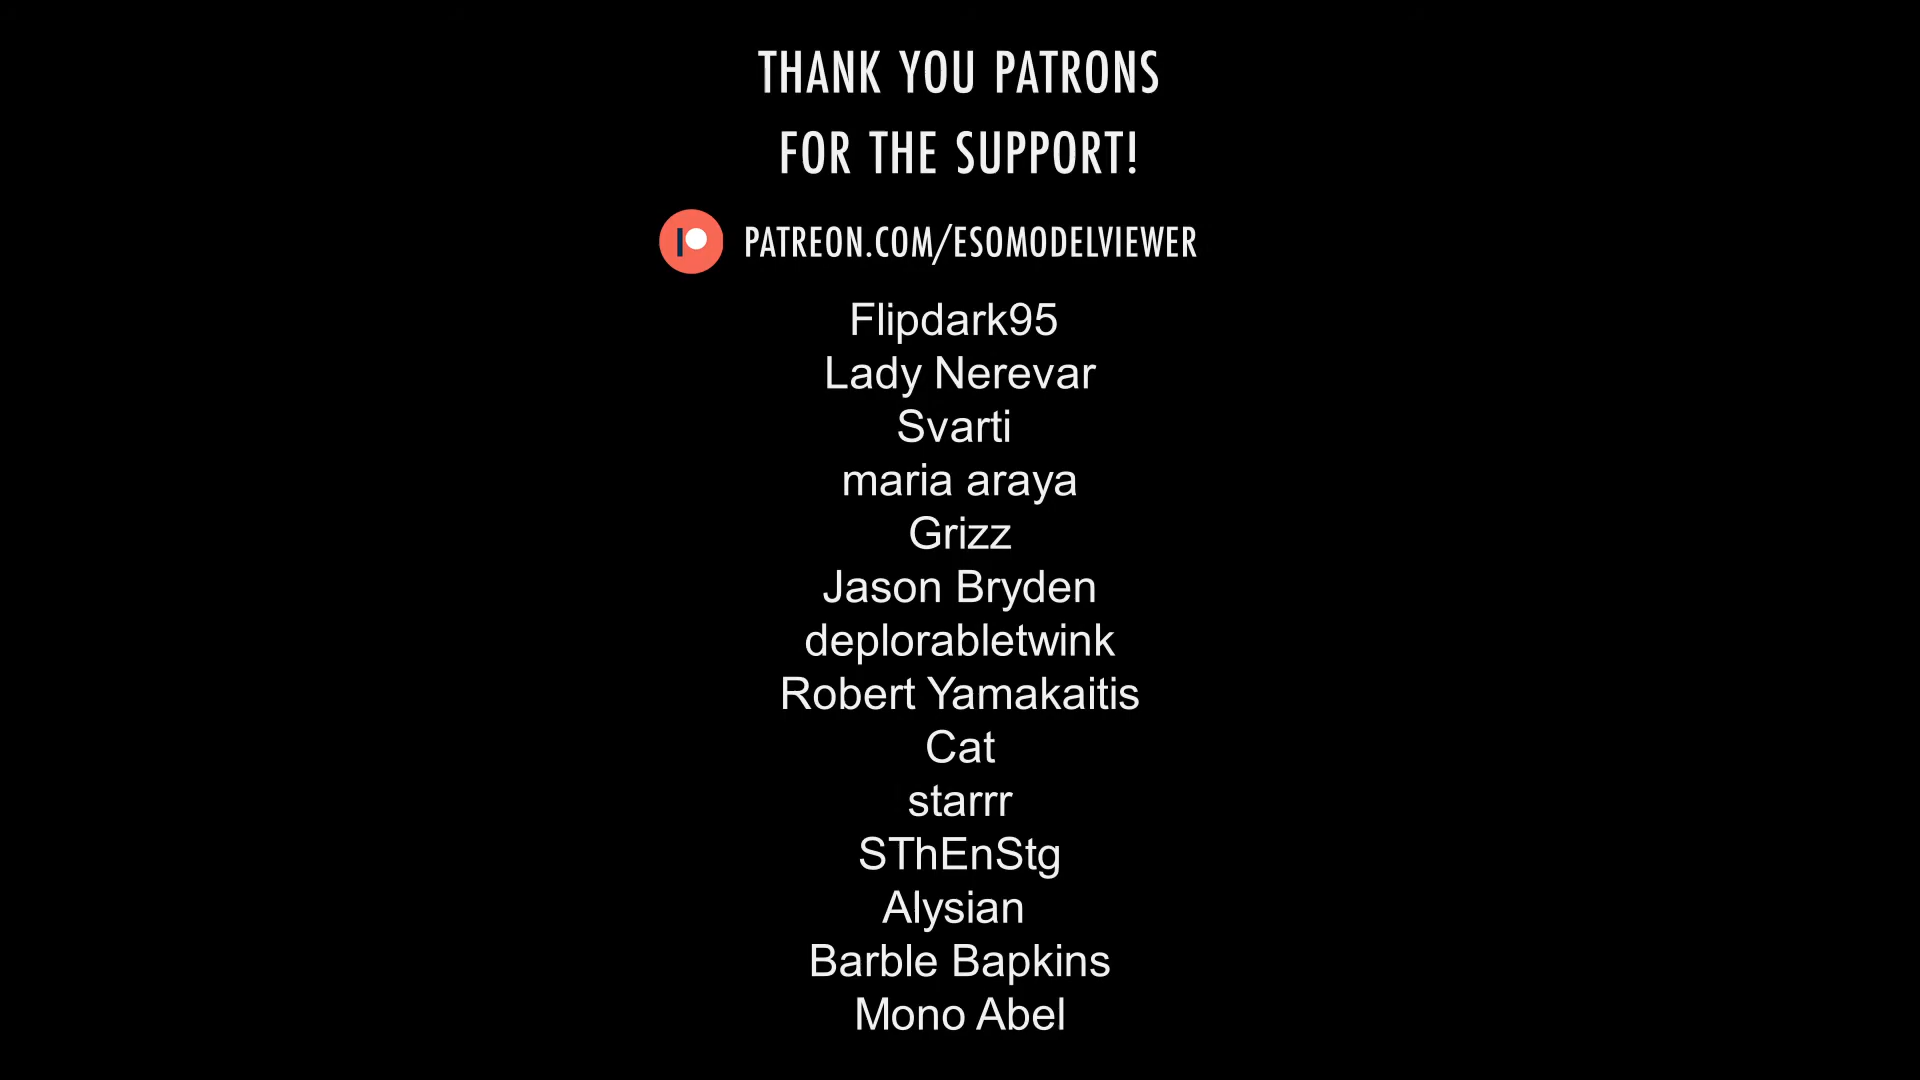 THANK YOU PATRONS
FOR THE SUPPORT!
PATREON.COM/ESOMODELVIEWER
Flipdark95
Lady Nerevar
Svarti
maria araya
Grizz
Jason Bryden
deplorabletwink
Robert Yamakaitis
Cat
starrr
SThEnStg
Alysian
Barble Bapkins
Mono Abel